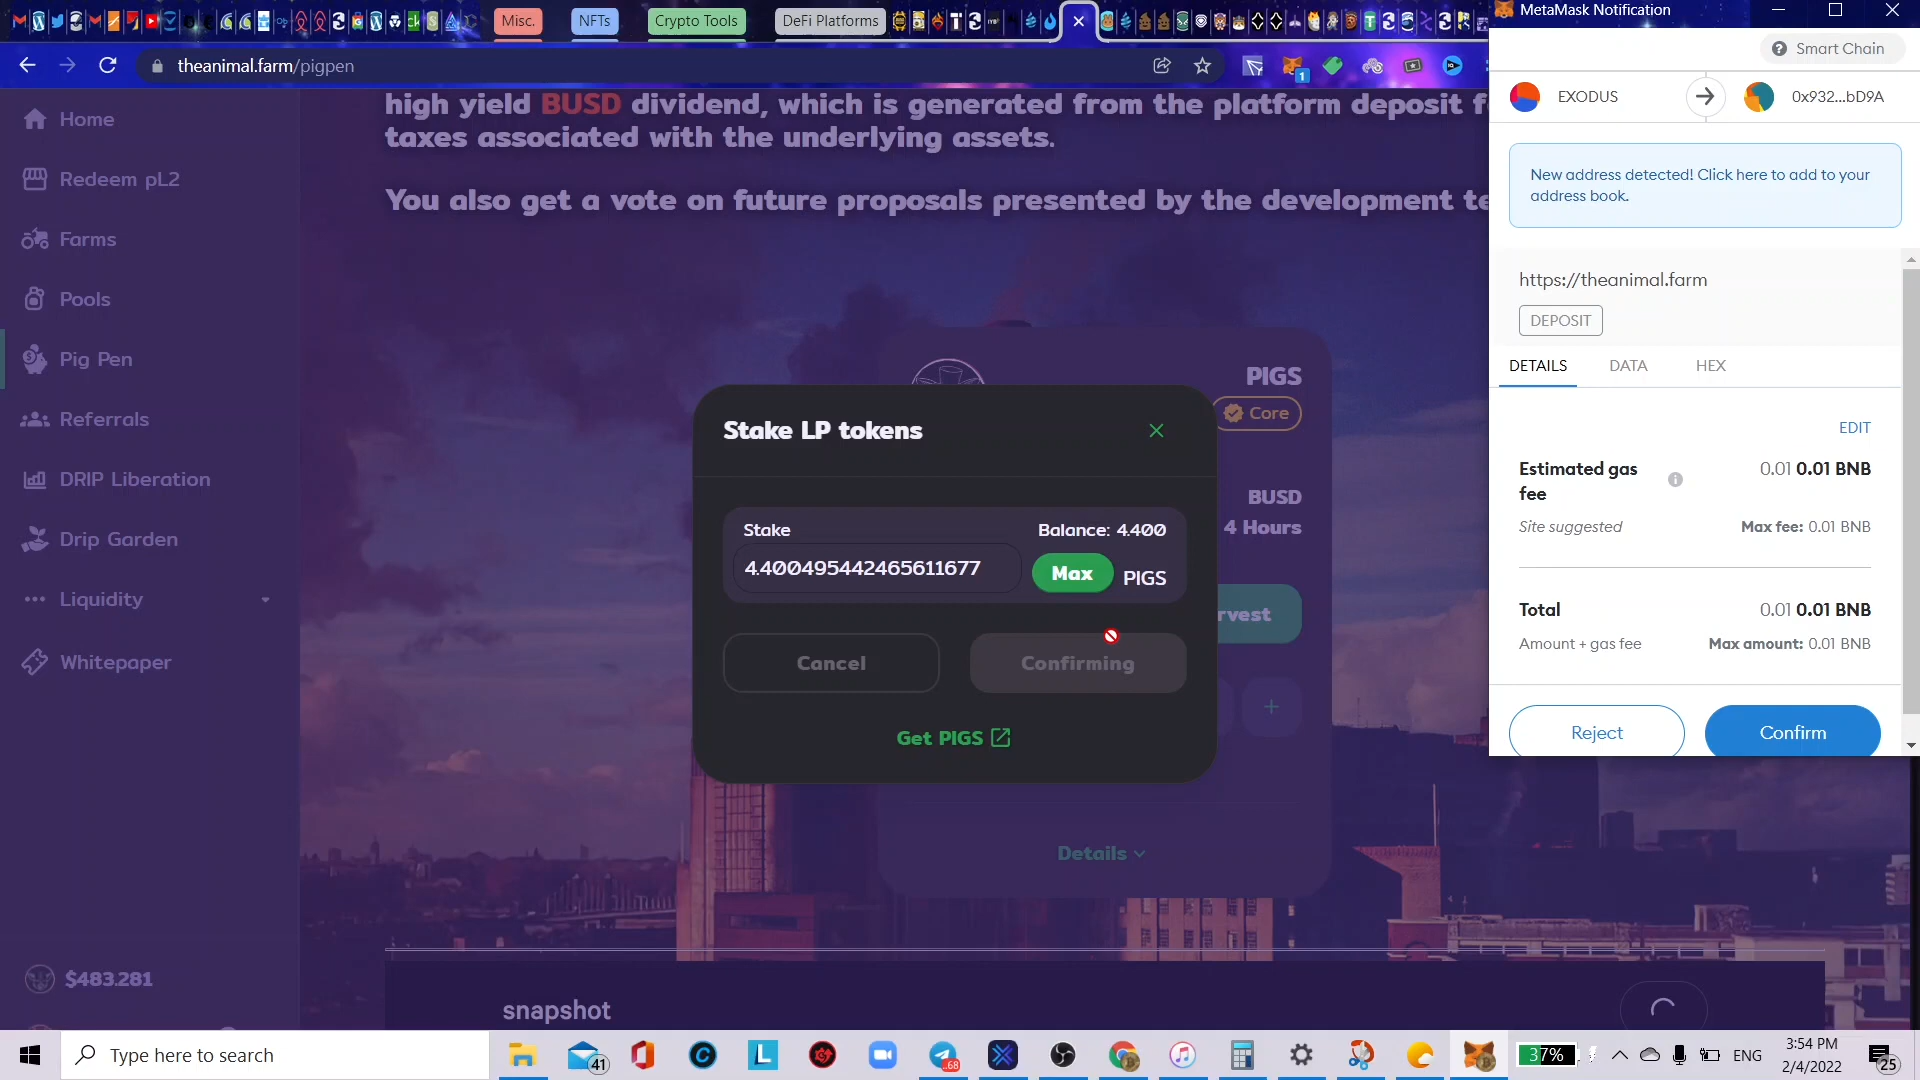 Misc.
NFTs
Crypto Tools
DeFi Platforms
MetaMask Notification
theanimal.farm/pigpen
1
Smart Chain
EXODUS
0x932...bD9A
New address detected! Click here to add to your
address book.
https://theanimal.farm
DEPOSIT
DETAILS
DATA
HEX
EDIT
Estimated gas
fee
0.01 0.01 BNB
Site suggested
Max fee: 0.01 BNB
Total
0.01 0.01 BNB
Amount + gas fee
Max amount: 0.01 BNB
Reject
Confirm
Home
Redeem pL2
Farms
Pools
Pig Pen
Referrals
DRIP Liberation
Drip Garden
Liquidity
Whitepaper
$483.281
high yield BUSD dividend, which is generated from the platform deposit f
taxes associated with the underlying assets.
You also get a vote on future proposals presented by the development te
PIGS
Core
BUSD
4 Hours
rvest
+
Stake LP tokens
Stake
Balance: 4.400
4.400495442465611677
Max
PIGS
Cancel
Confirming
Get PIGS
Details
snapshot
Type here to search
41
.68
37%
ENG
3:54 PM
2/4/2022
25